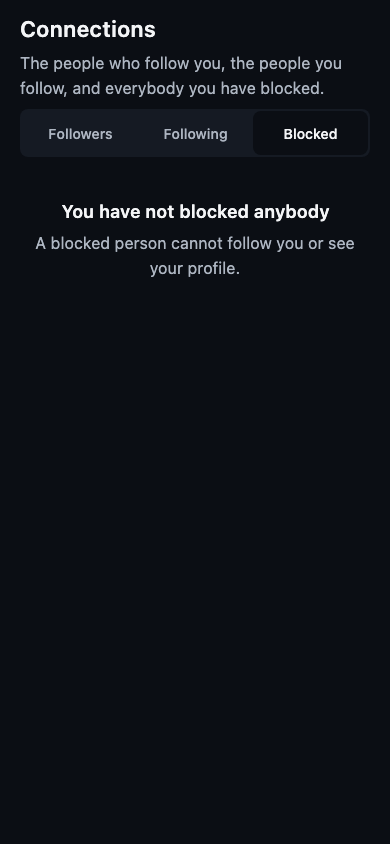 Connections
The people who follow you, the people you
follow, and everybody you have blocked.
Followers Following Blocked
You have not blocked anybody
A blocked person cannot follow you or see
your profile.